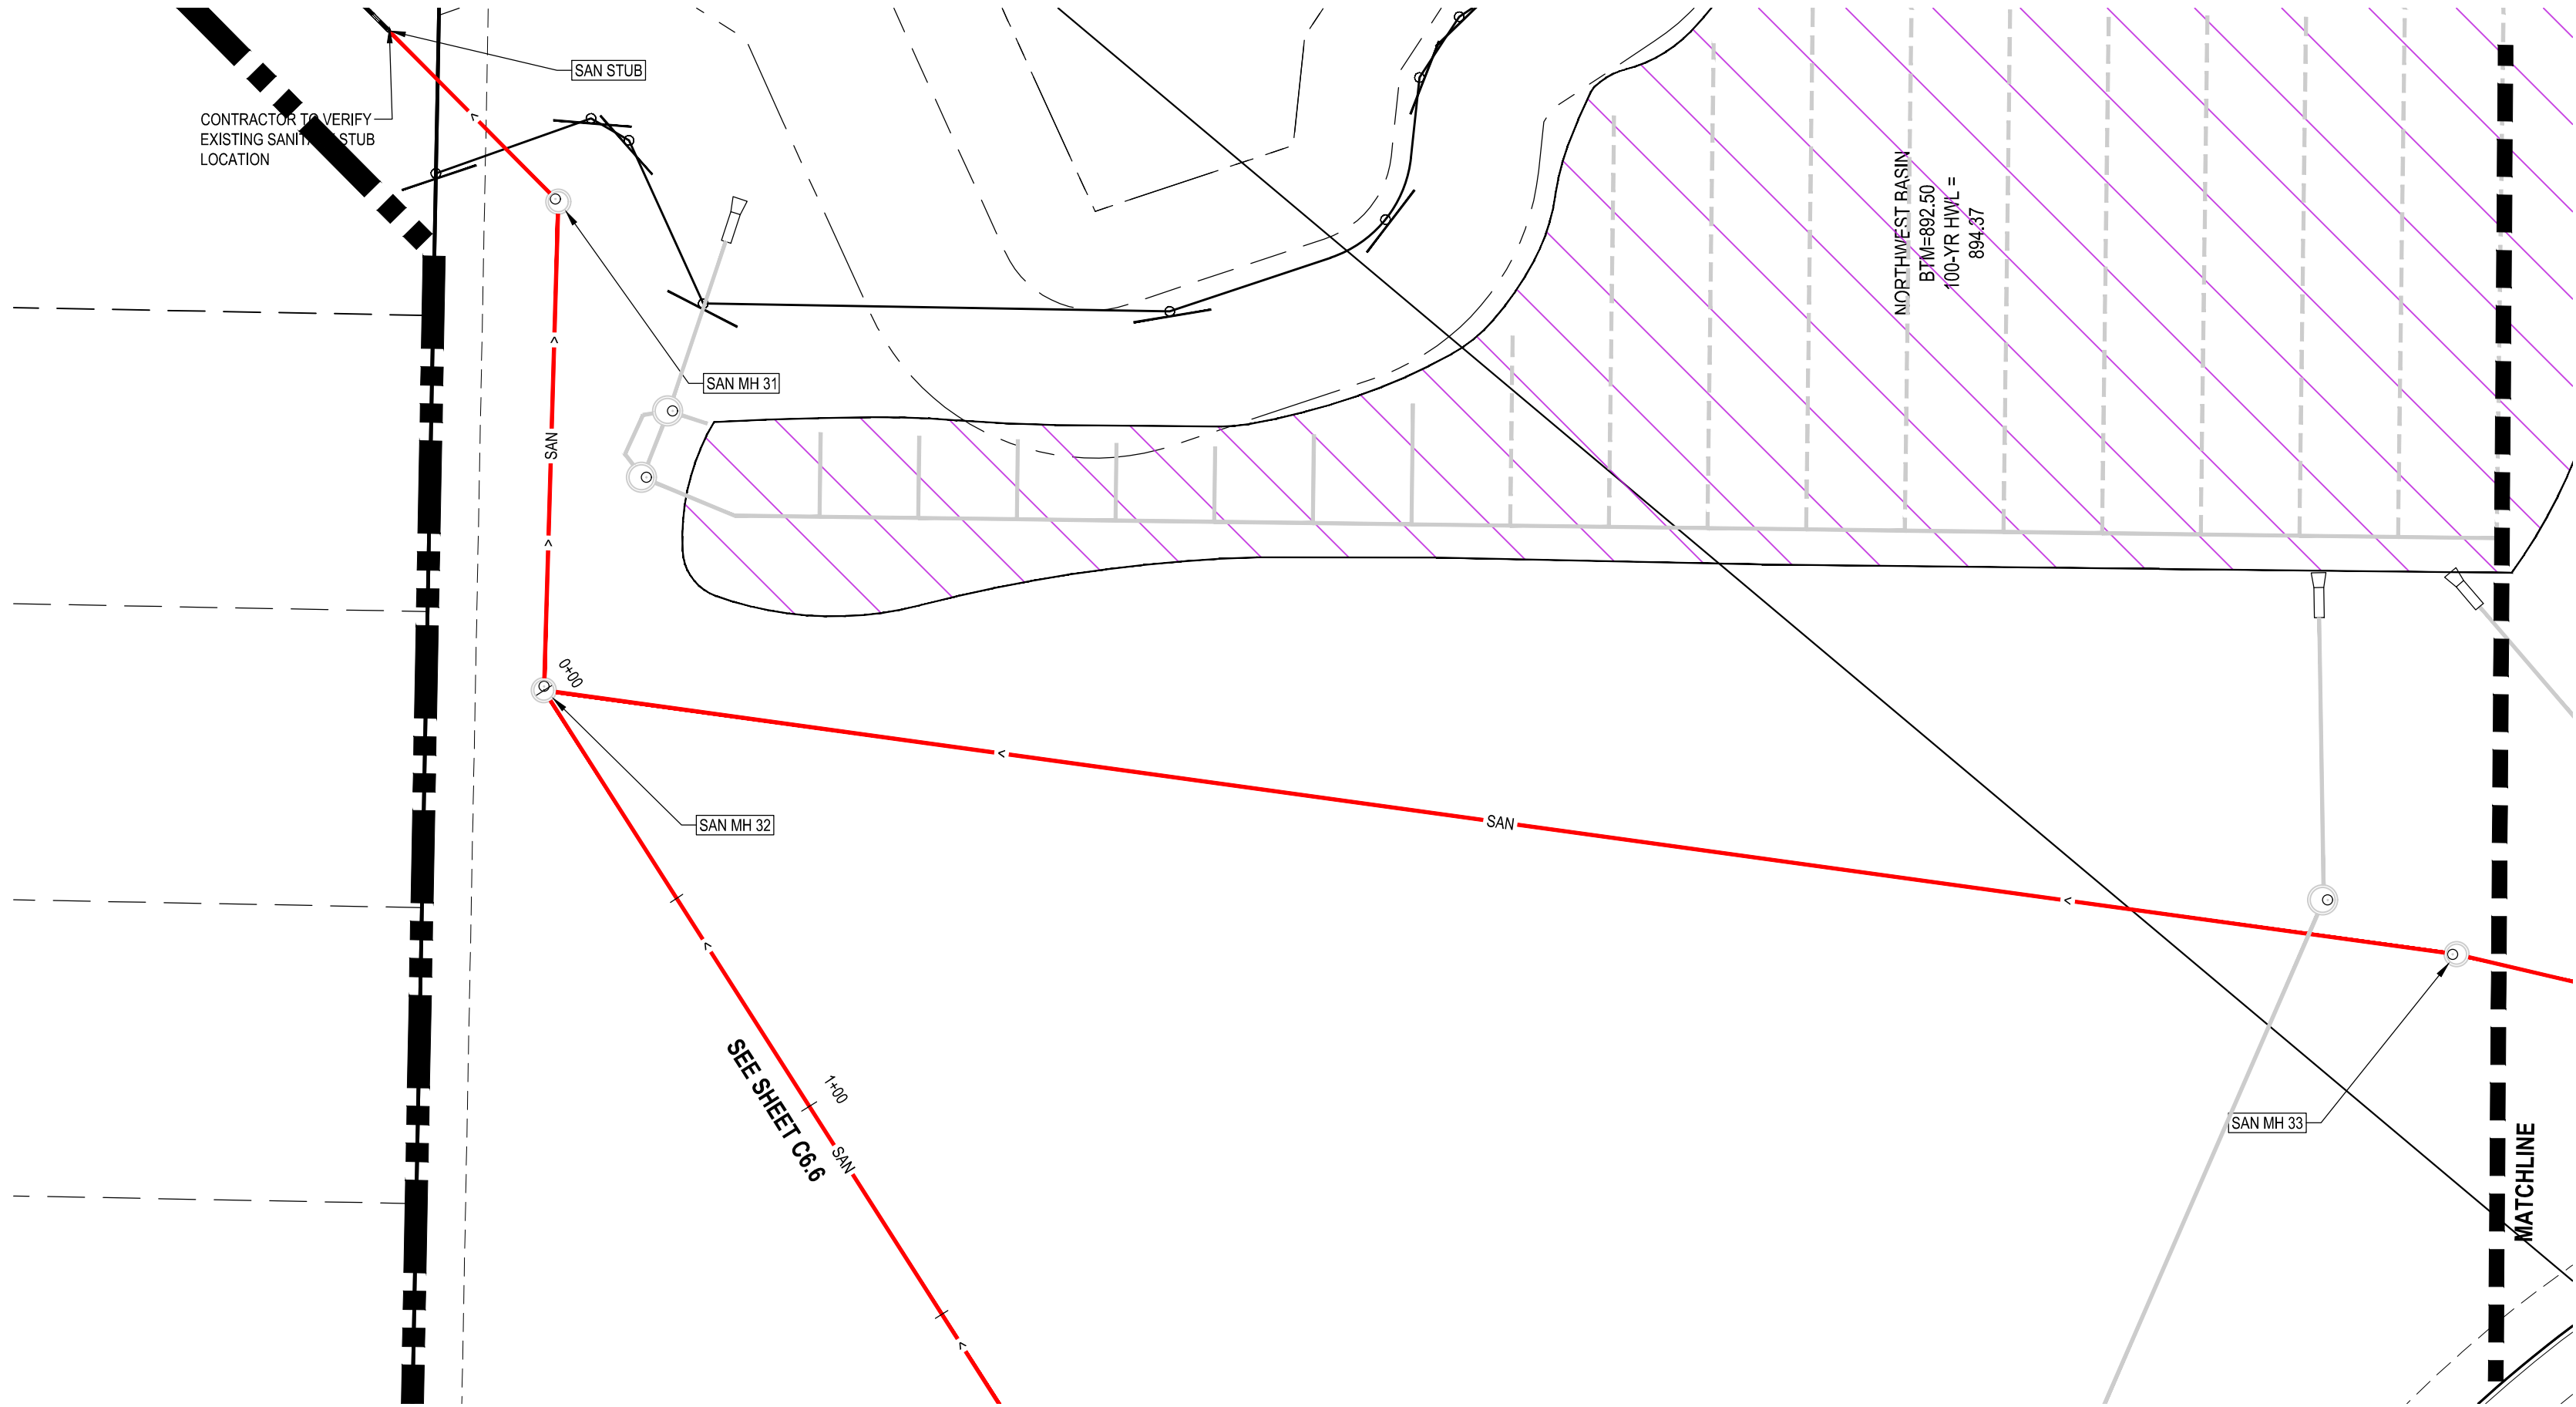 SAN STUB
CONTRACTOR TO VERIFY
EXISTING SANITARY STUB
LOCATION
SAN MH 31
SAN
NORTHWEST BASIN
BTM=892.50
100-YR HWL =
894.37
0+00
SAN MH 32
SAN
SEE SHEET C6.6
1+00
SAN
SAN MH 33
MATCHLINE